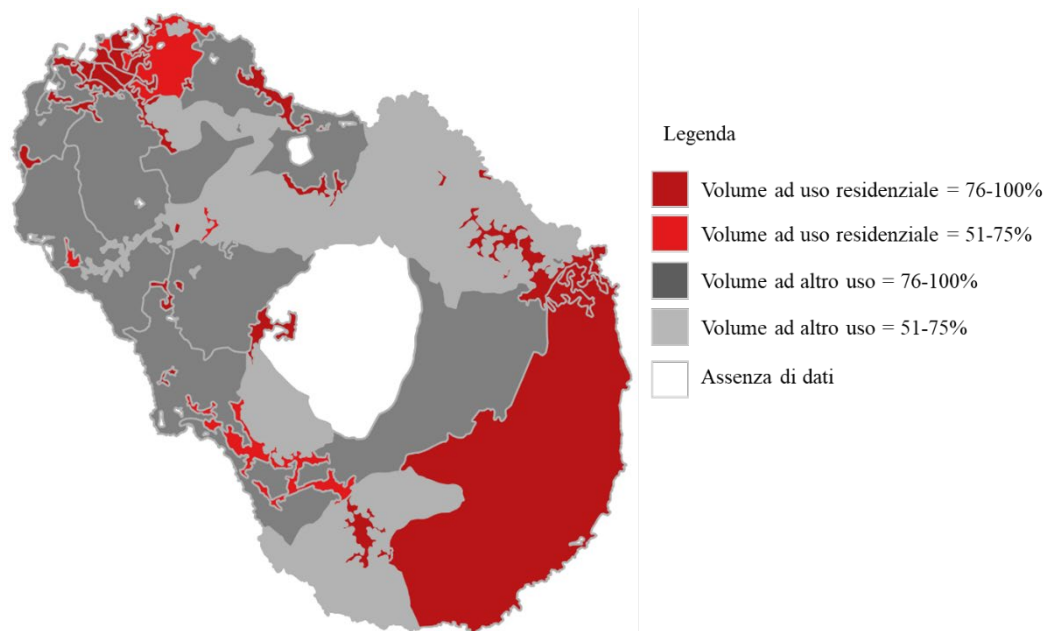 Legenda
Volume ad uso residenziale = 76-100%
Volume ad uso residenziale = 51-75%
Volume ad altro uso = 76-100%
Volume ad altro uso = 51-75%
Assenza di dati